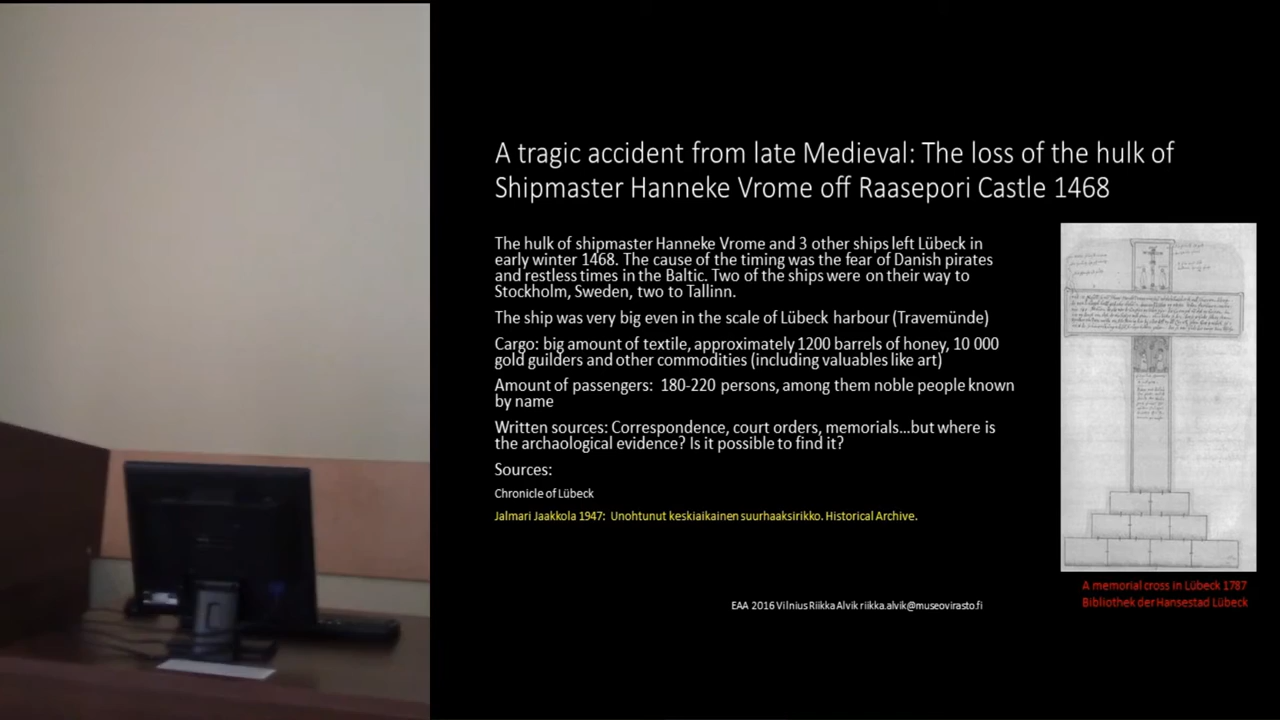 A tragic accident from late Medieval: The loss of the hulk of
Shipmaster Hanneke Vrome off Raasepori Castle 1468
The hulk of shipmaster Hanneke Vrome and 3 other ships left Lübeck in
early winter 1468. The cause of the timing was the fear of Danish pirates
and restless times in the Baltic. Two of the ships were on their way to
Stockholm, Sweden, two to Tallinn.
The ship was very big even in the scale of Lübeck harbour (Travemünde)
Cargo: big amount of textile, approximately 1200 barrels of honey, 10 000
gold guilders and other commodities (including valuables like art)
Amount of passengers: 180-220 persons, among them noble people known
by name
Written sources: Correspondence, court orders, memorials...but where is
the archaological evidence? Is it possible to find it?
Sources:
Chronicle of Lübeck
Jalmari Jaakkola 1947: Unohtunut keskiaikainen suurhaaksirikko. Historical Archive.
A memorial cross in Lübeck 1787
Bibliothek der Hansestad Lübeck
EAA 2016 Vilnius Riikka Alvik riikka.alvik@museovirasto.fi